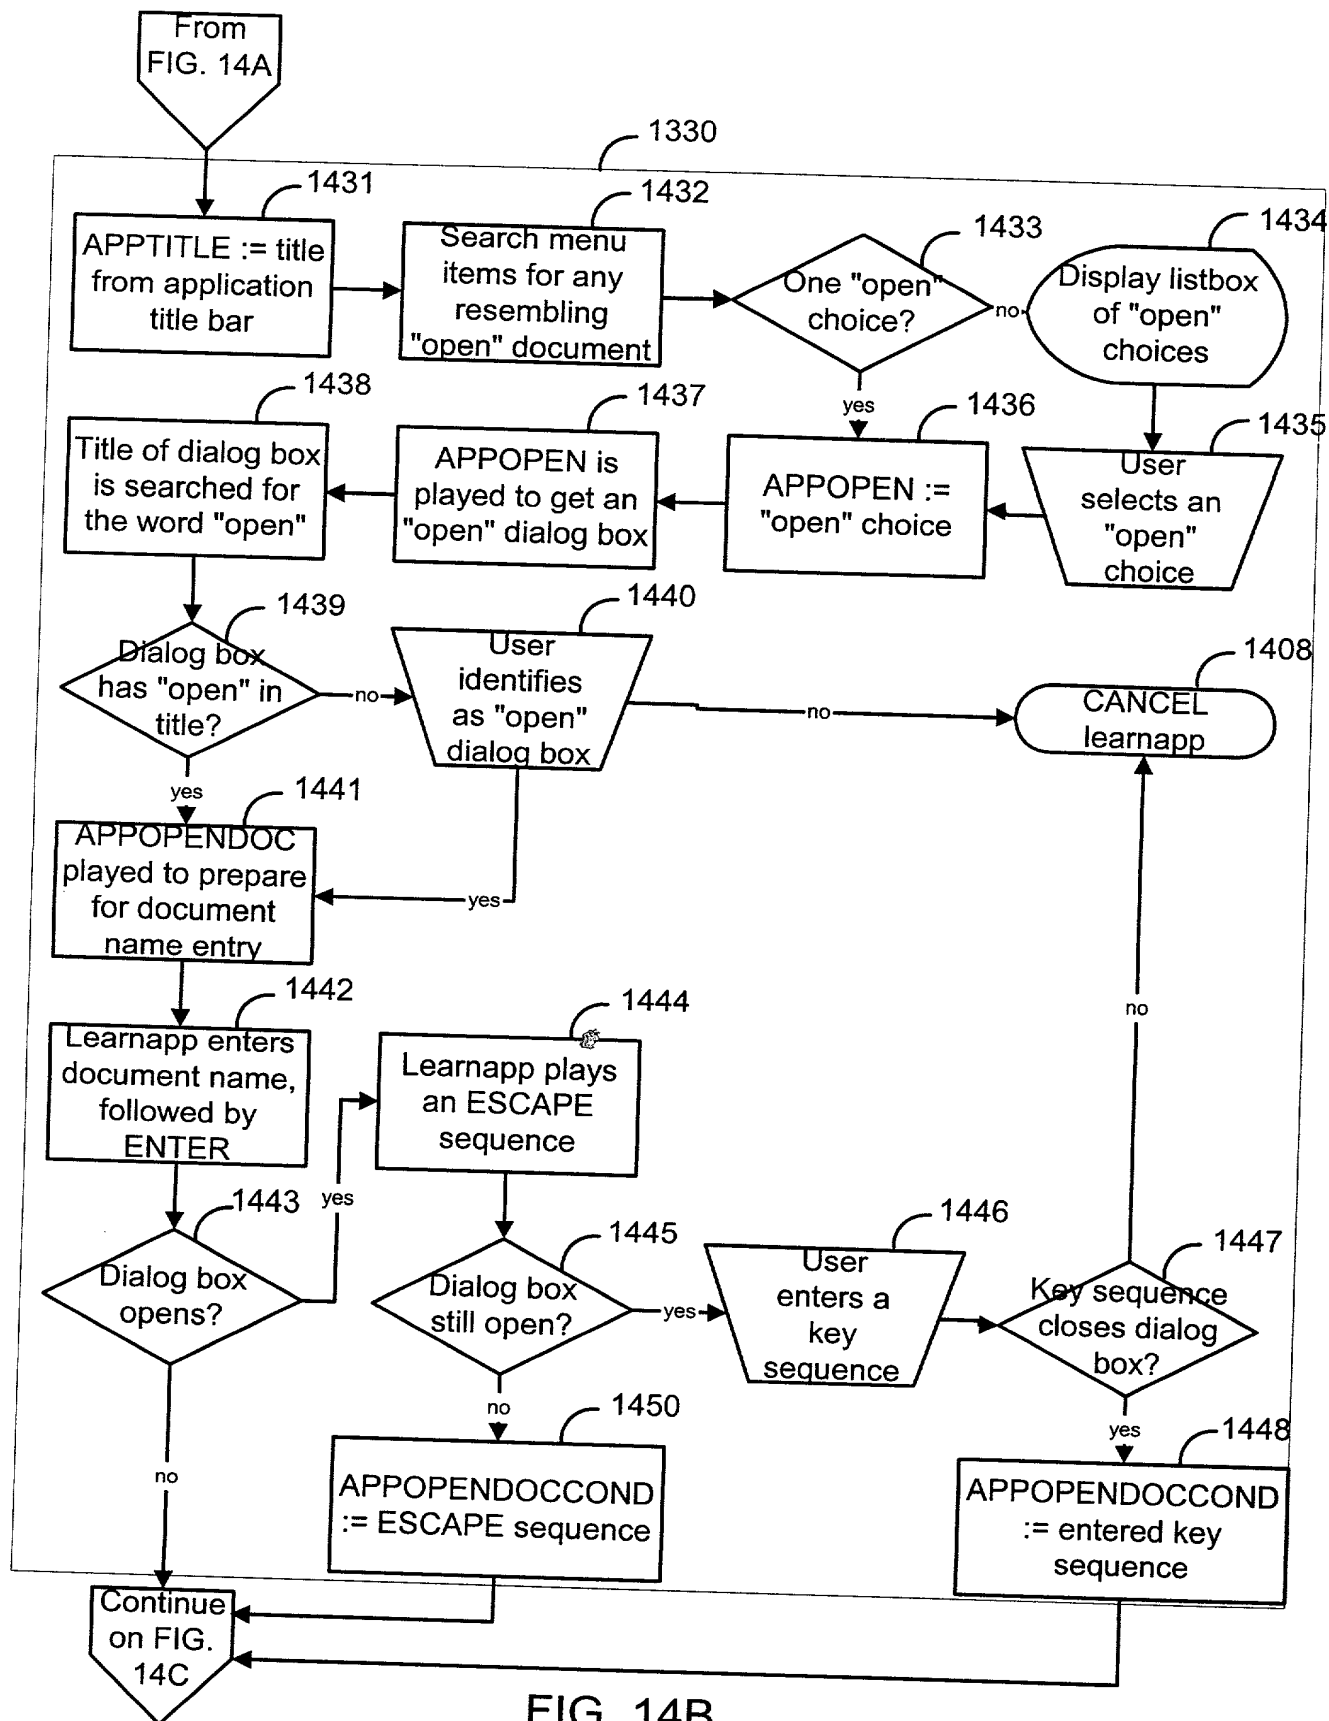 From
FIG. 14A
1330
1431
APPTITLE := title
from application
title bar
1432
Search menu
items for any
resembling
"open" document
1433
One "open"
choice?
no
1434
Display listbox
of "open"
choices
yes
1435
User
selects an
"open"
choice
1436
APPOPEN :=
"open" choice
1437
APPOPEN is
played to get an
"open" dialog box
1438
Title of dialog box
is searched for
the word "open"
1439
Dialog box
has "open" in
title?
no
1440
User
identifies
as "open"
dialog box
no
1408
CANCEL
learnapp
yes
1441
APPOPENDOC
played to prepare
for document
name entry
yes
1442
Learnapp enters
document name,
followed by
ENTER
1443
Dialog box
opens?
yes
1444
Learnapp plays
an ESCAPE
sequence
1445
Dialog box
still open?
yes
1446
User
enters a
key
sequence
1447
Key sequence
closes dialog
box?
no
no
no
1450
APPOPENDOCCOND
:= ESCAPE sequence
yes
1448
APPOPENDOCCOND
:= entered key
sequence
Continue
on FIG.
14C
FIG. 14B